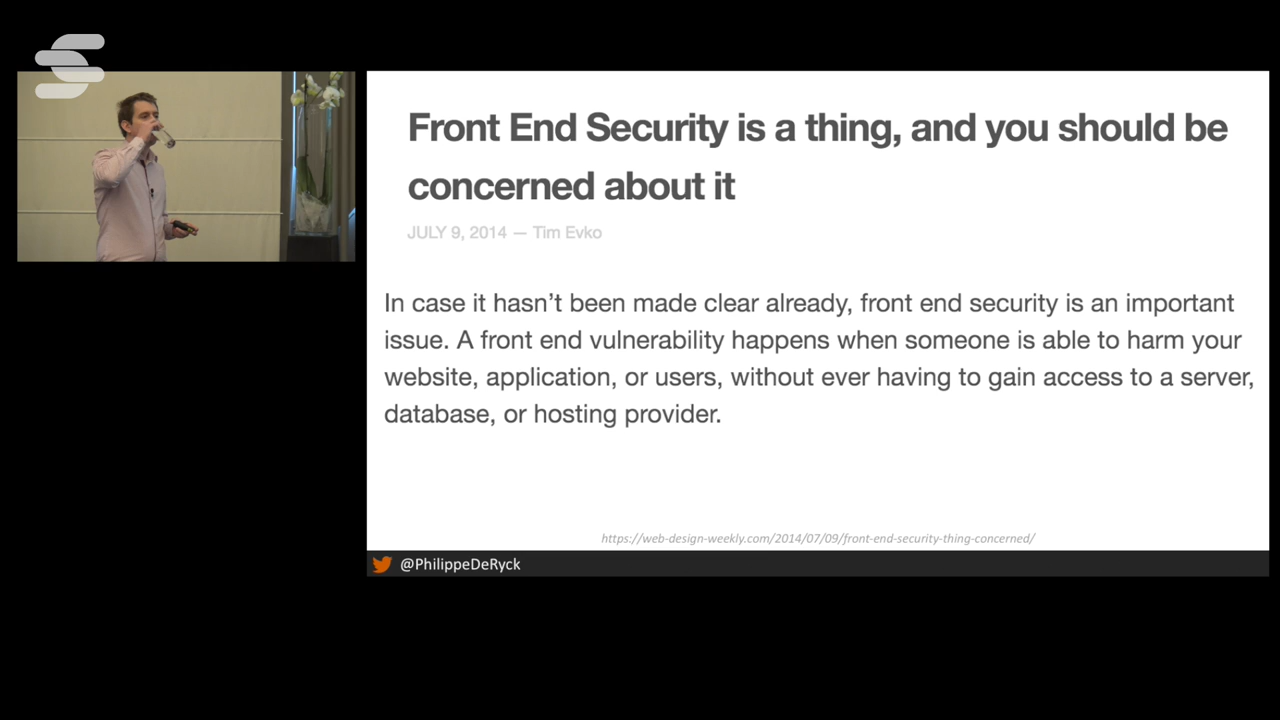 Front End Security is a thing, and you should be
concerned about it
JULY 9, 2014 — Tim Evko
In case it hasn't been made clear already, front end security is an important
issue. A front end vulnerability happens when someone is able to harm your
website, application, or users, without ever having to gain access to a server,
database, or hosting provider.
https://web-design-weekly.com/2014/07/09/front-end-security-thing-concerned/
@PhilippeDeRyck